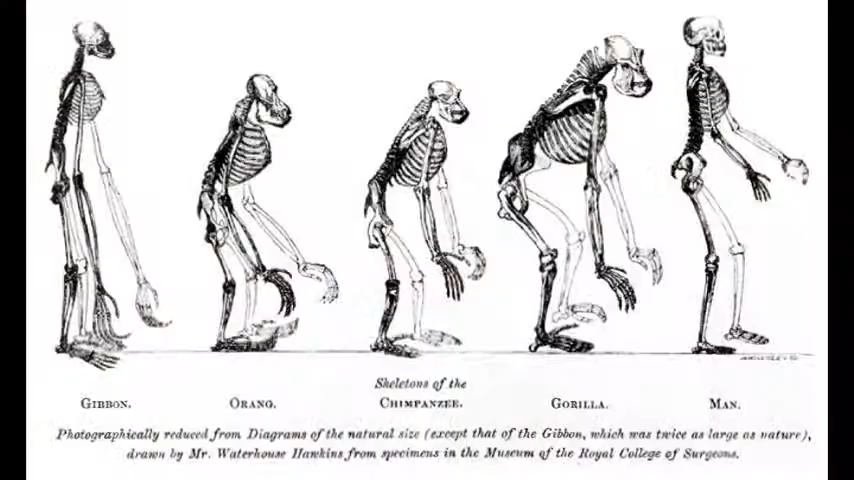 Skeletons of the
GIBBON. ORANG. CHIMPANZEE. GORILLA. MAN.
Photographically reduced from Diagrams of the natural size (except that of the Gibbon, which was twice as large as nature),
drawn by Mr. Waterhouse Hawkins from specimens in the Museum of the Royal College of Surgeons.